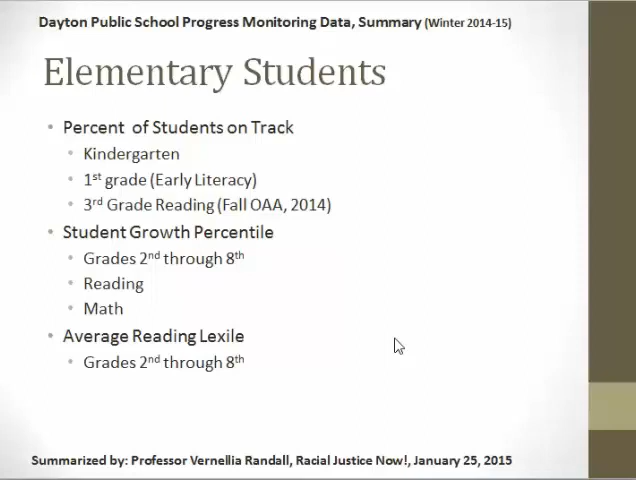 Dayton Public School Progress Monitoring Data, Summary (Winter 2014-15)
Elementary Students
• Percent of Students on Track
• Kindergarten
• 1st grade (Early Literacy)
• 3rd Grade Reading (Fall OAA, 2014)
• Student Growth Percentile
• Grades 2nd through 8th
• Reading
• Math
• Average Reading Lexile
• Grades 2nd through 8th
Summarized by: Professor Vernellia Randall, Racial Justice Now!, January 25, 2015